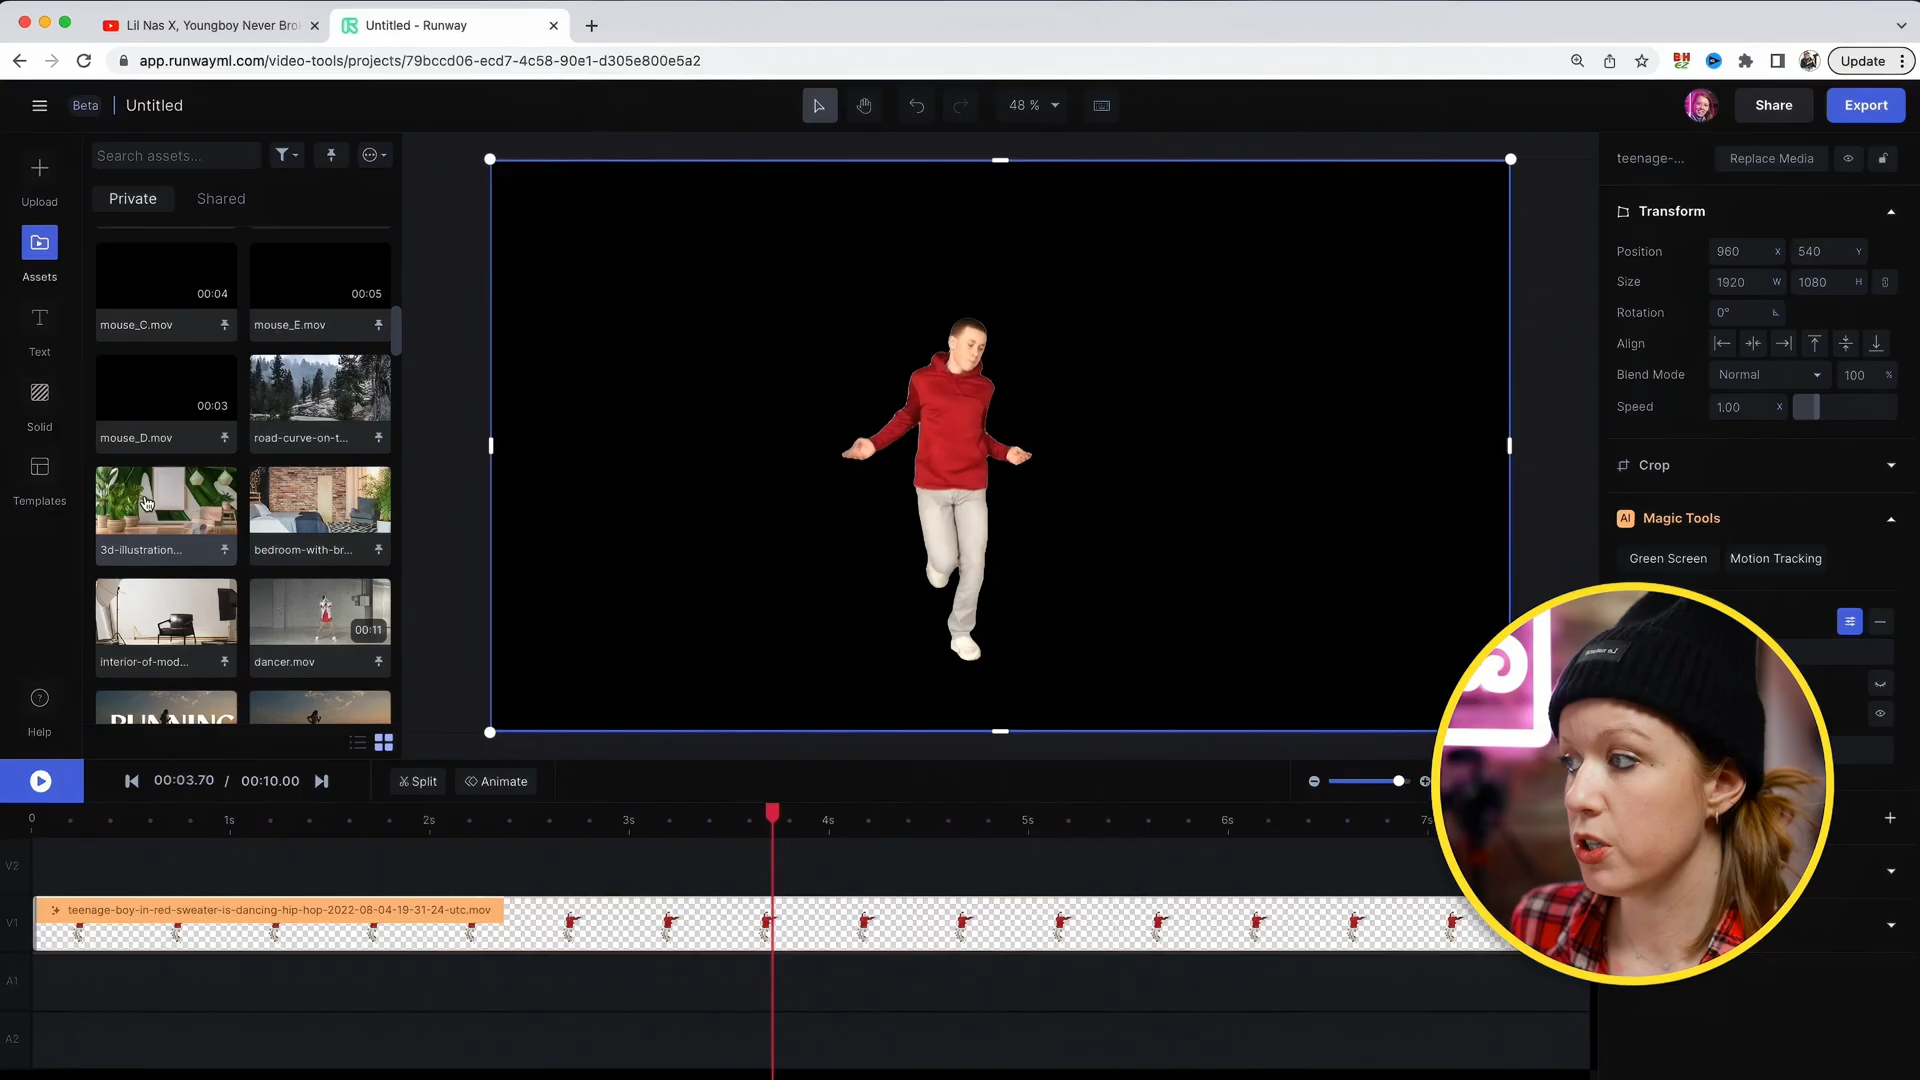 Lil Nas X, Youngboy Never Bro
Untitled - Runway
app.runwayml.com/video-tools/projects/79bccd06-ecd7-4c58-90e1-d305e800e5a2
BH
EZ
Update
Beta
Untitled
48 %
Share
Export
Upload
Assets
Text
Solid
Templates
Help
Search assets...
Private
Shared
00:04
mouse_C.mov
00:05
mouse_E.mov
00:03
mouse_D.mov
road-curve-on-t...
3d-illustration...
bedroom-with-br...
interior-of-mod...
00:11
dancer.mov
RUNNING
teenage-...
Replace Media
Transform
Position 960 X 540 Y
Size 1920 W 1080 H
Rotation 0°
Align
Blend Mode Normal 100 %
Speed 1.00 X
Crop
AI Magic Tools
Green Screen Motion Tracking
00:03.70 / 00:10.00
Split
Animate
0 1s 2s 3s 4s 5s 6s 7s
V2
V1
teenage-boy-in-red-sweater-is-dancing-hip-hop-2022-08-04-19-31-24-utc.mov
A1
A2